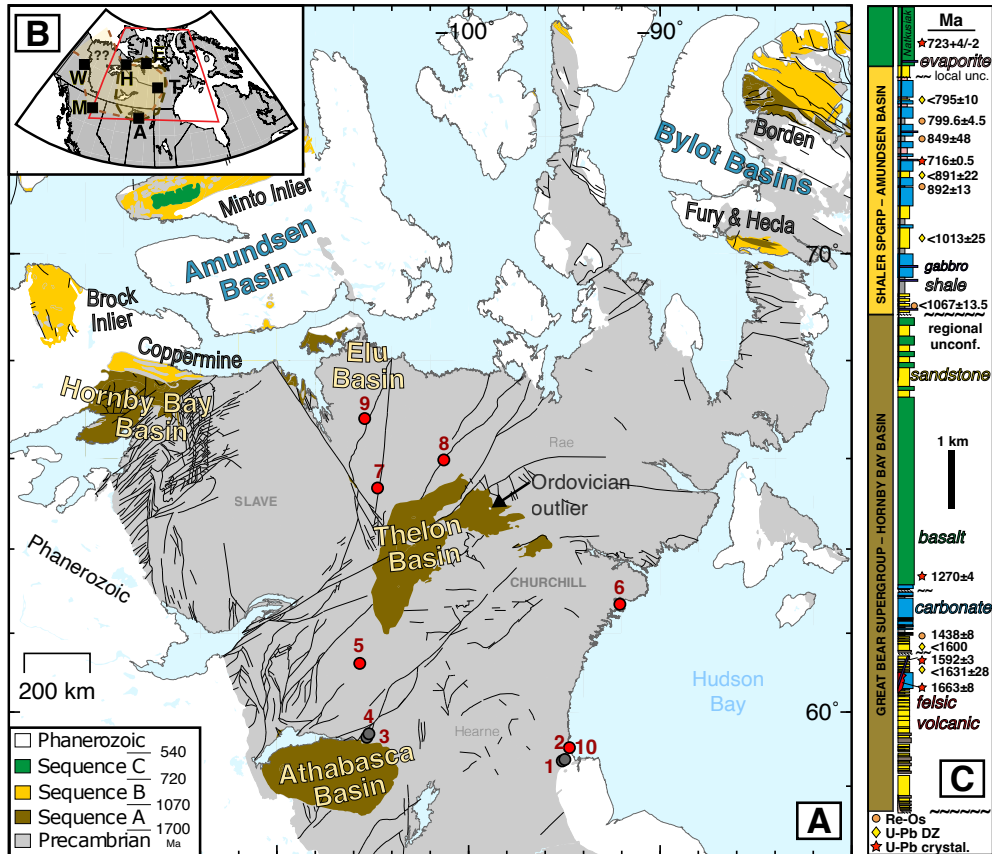 B
??
W
H
E
T
M
A
–100°
–90°
70°
60°
Minto Inlier
Amundsen
Basin
Brock
Inlier
Coppermine
Hornby Bay
Basin
Elu
Basin
Bylot Basins
Borden
Fury & Hecla
9
8
7
Rae
SLAVE
Ordovician
outlier
Thelon
Basin
CHURCHILL
Phanerozoic
6
5
200 km
Hudson
Bay
Hearne
4
3
2
10
1
Athabasca
Basin
A
Phanerozoic
540
Sequence C
720
Sequence B
1070
Sequence A
1700
Precambrian
Ma
Ma
Natkusiak
723+4/-2
evaporite
~~ local unc.
<795±10
799.6±4.5
849±48
716±0.5
<891±22
892±13
<1013±25
gabbro
shale
<1067±13.5
~~~~~~
regional
unconf.
sandstone
1 km
basalt
1270±4
~~
carbonate
1438±8
<1600
~~
1592±3
<1631±28
1663±8
felsic
volcanic
C
~~~~~~
SHALER SPGRP – AMUNDSEN BASIN
GREAT BEAR SUPERGROUP – HORNBY BAY BASIN
Re-Os
U-Pb DZ
U-Pb crystal.